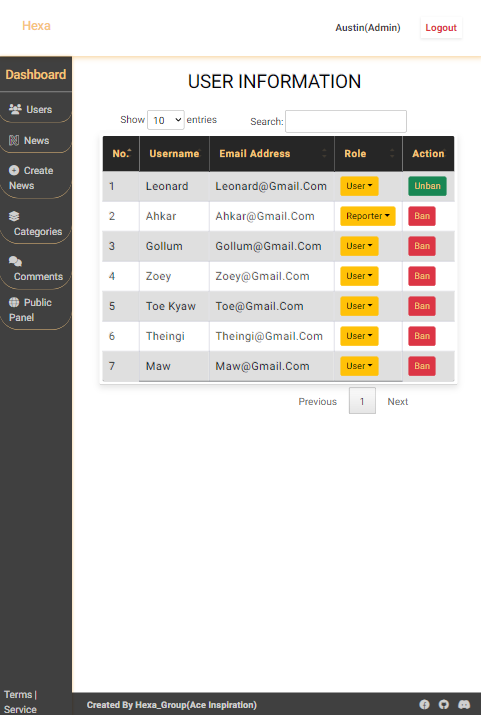 Hexa
Austin(Admin)
Logout
Dashboard
Users
News
Create
News
Categories
Comments
Public
Panel
USER INFORMATION
Show 10 entries
Search:
No. Username Email Address Role Action
1 Leonard Leonard@Gmail.Com User Unban
2 Ahkar Ahkar@Gmail.Com Reporter Ban
3 Gollum Gollum@Gmail.Com User Ban
4 Zoey Zoey@Gmail.Com User Ban
5 Toe Kyaw Toe@Gmail.Com User Ban
6 Theingi Theingi@Gmail.Com User Ban
7 Maw Maw@Gmail.Com User Ban
Previous 1 Next
Terms |
Service
Created By Hexa_Group(Ace Inspiration)